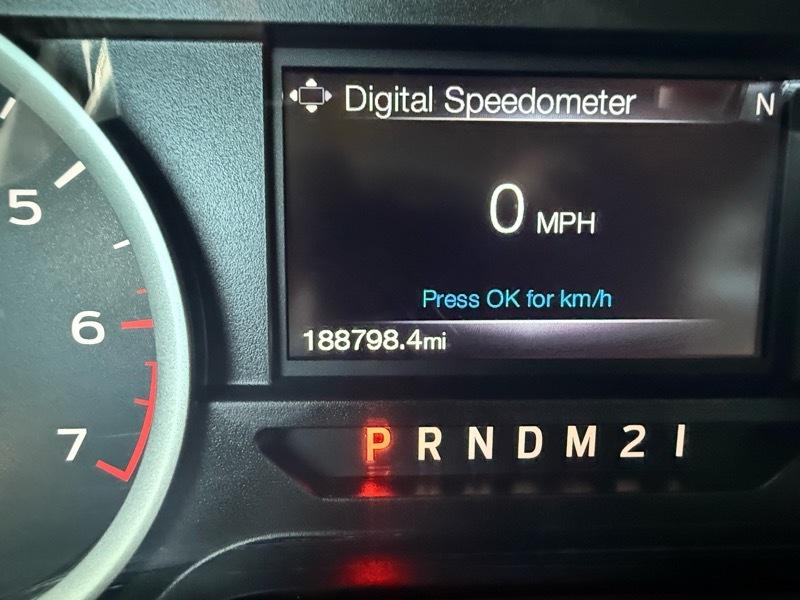 Digital Speedometer N
0 MPH
Press OK for km/h
188798.4mi
5
6
7
P R N D M 2 1